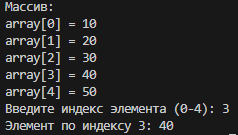 Массив:
array[0] = 10
array[1] = 20
array[2] = 30
array[3] = 40
array[4] = 50
Введите индекс элемента (0-4): 3
Элемент по индексу 3: 40